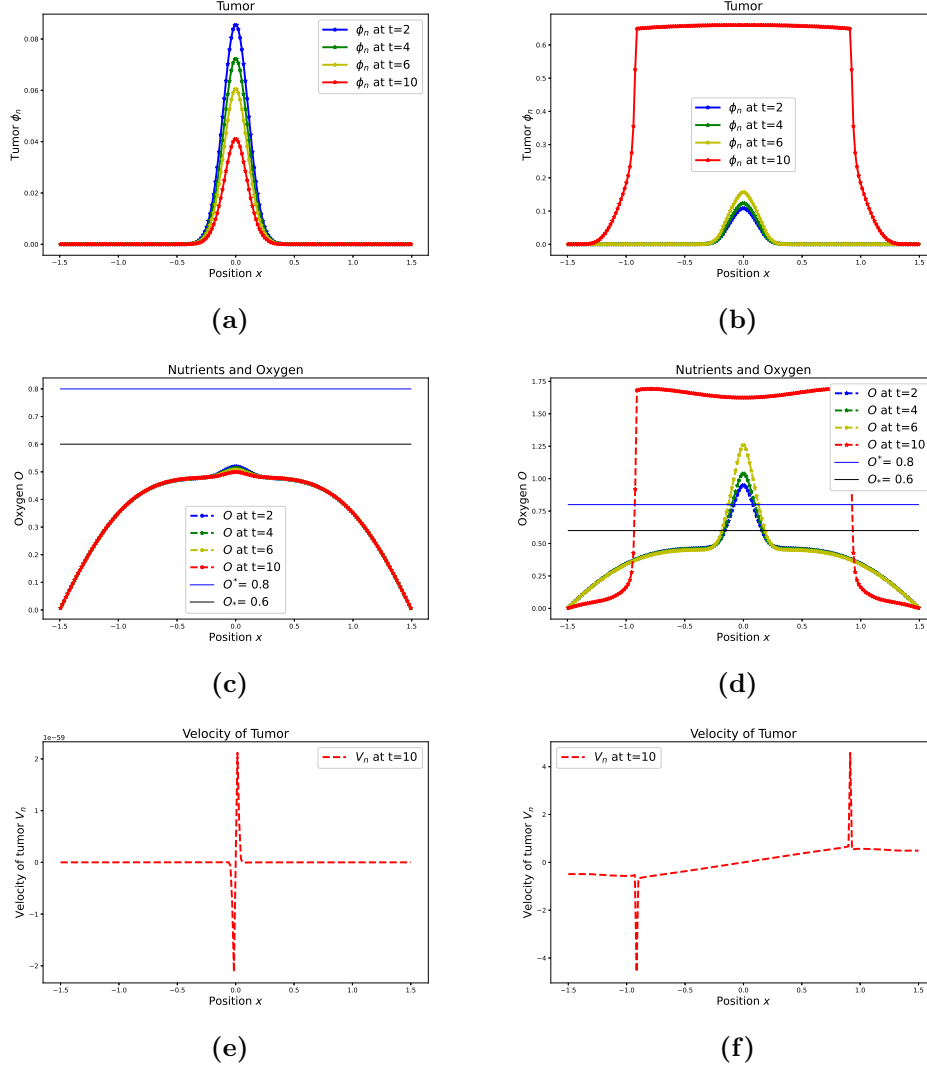 Tumor
Tumor ϕn
0.08
0.06
0.04
0.02
0.00
ϕn at t=2
ϕn at t=4
ϕn at t=6
ϕn at t=10
−1.5 −1.0 −0.5 0.0 0.5 1.0 1.5
Position x
(a)
Tumor
Tumor ϕn
0.6
0.5
0.4
0.3
0.2
0.1
0.0
ϕn at t=2
ϕn at t=4
ϕn at t=6
ϕn at t=10
−1.5 −1.0 −0.5 0.0 0.5 1.0 1.5
Position x
(b)
Nutrients and Oxygen
Oxygen O
0.8
0.7
0.6
0.5
0.4
0.3
0.2
0.1
0.0
O at t=2
O at t=4
O at t=6
O at t=10
O*= 0.8
O*= 0.6
−1.5 −1.0 −0.5 0.0 0.5 1.0 1.5
Position x
(c)
Nutrients and Oxygen
Oxygen O
1.75
1.50
1.25
1.00
0.75
0.50
0.25
0.00
O at t=2
O at t=4
O at t=6
O at t=10
O*= 0.8
O*= 0.6
−1.5 −1.0 −0.5 0.0 0.5 1.0 1.5
Position x
(d)
Velocity of Tumor
1e−59
Velocity of tumor Vn
2
1
0
−1
−2
Vn at t=10
−1.5 −1.0 −0.5 0.0 0.5 1.0 1.5
Position x
(e)
Velocity of Tumor
Velocity of tumor Vn
4
2
0
−2
−4
Vn at t=10
−1.5 −1.0 −0.5 0.0 0.5 1.0 1.5
Position x
(f)